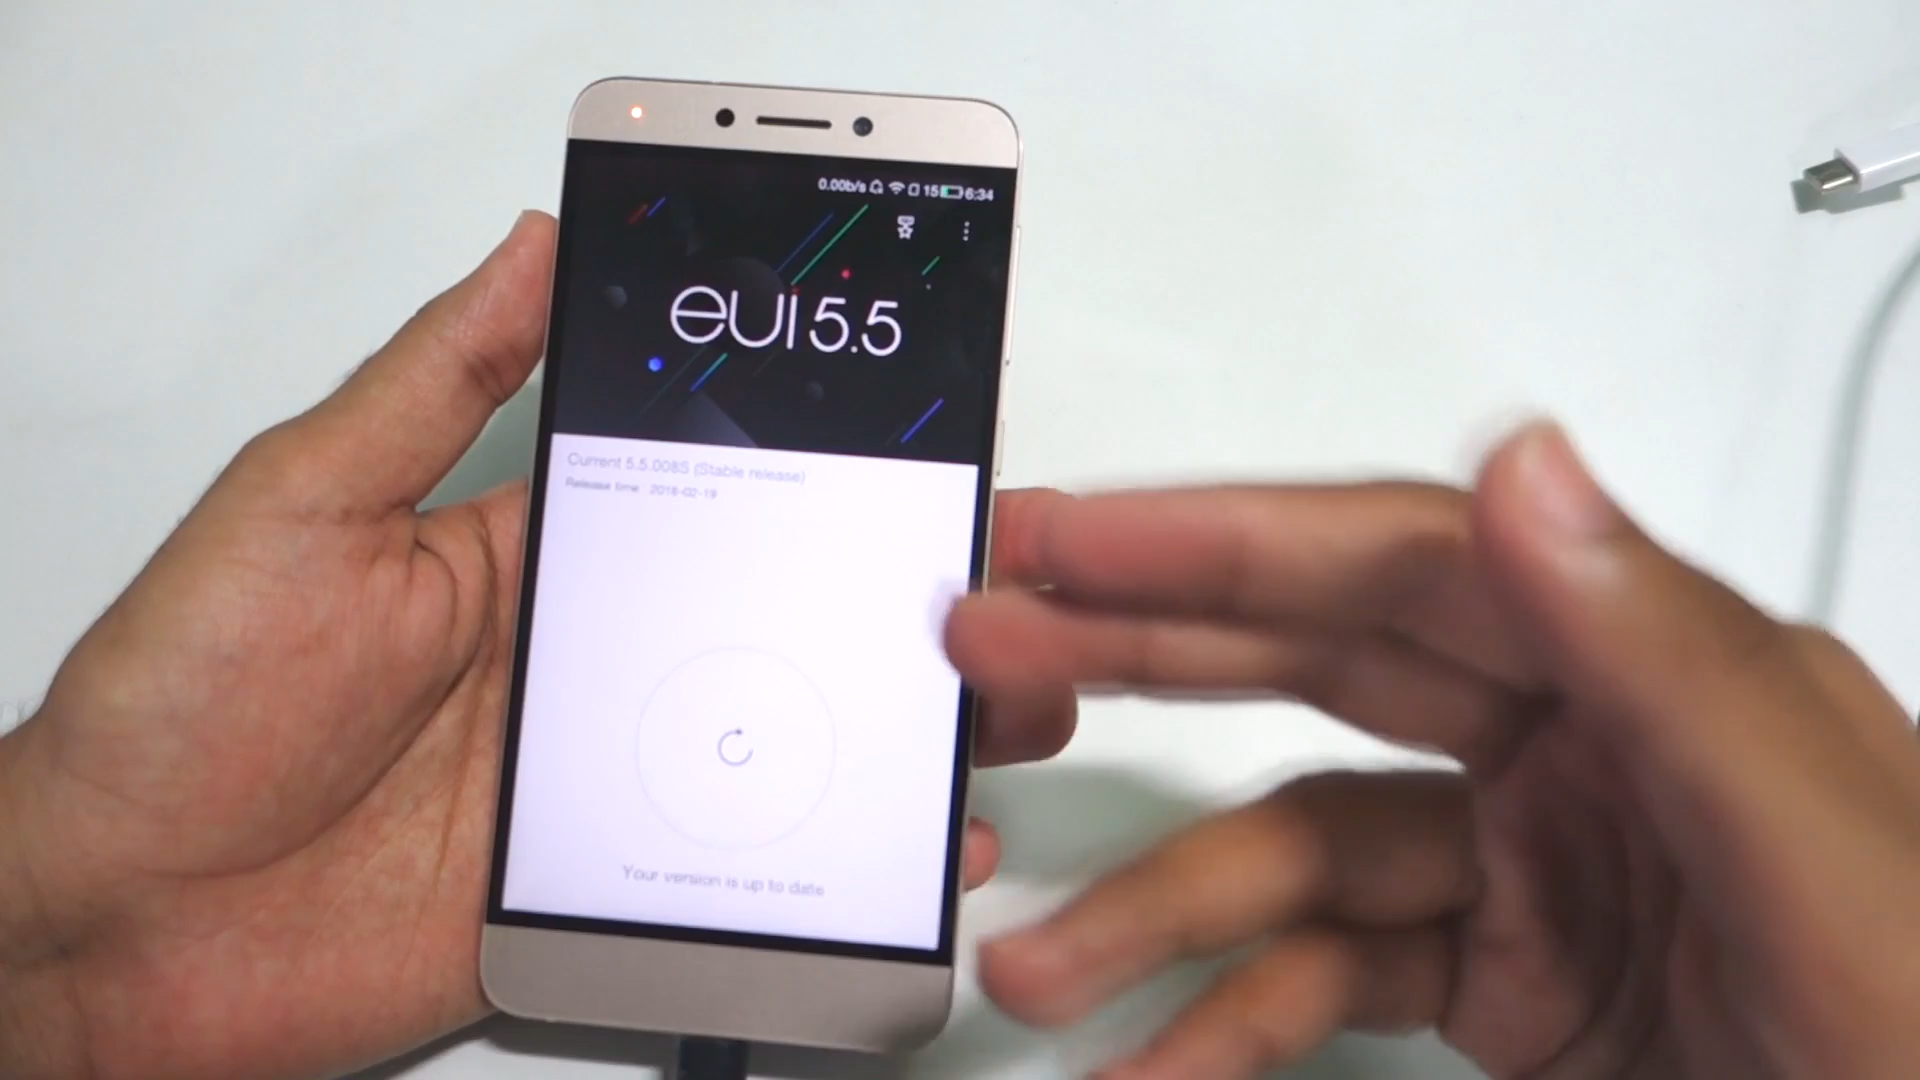 0.00b/s 15 6:34
eui 5.5
Current 5.5.008S (Stable release)
Release time 2016-02-19
Your version is up to date